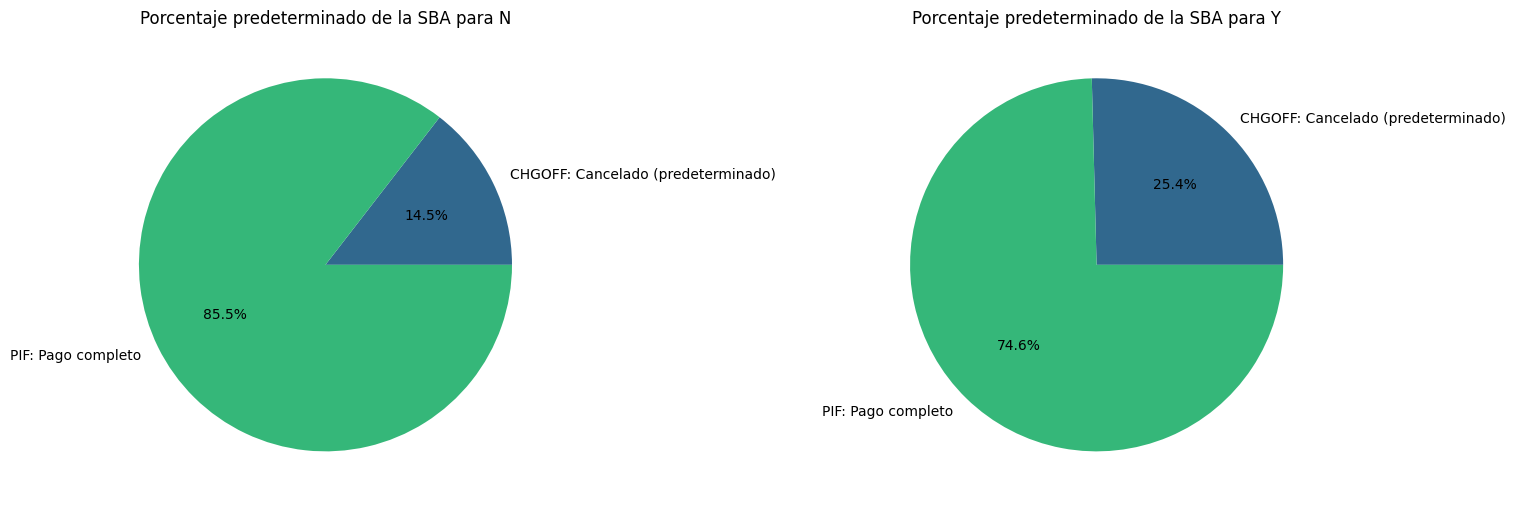 Porcentaje predeterminado de la SBA para N
CHGOFF: Cancelado (predeterminado)
14.5%
85.5%
PIF: Pago completo
Porcentaje predeterminado de la SBA para Y
CHGOFF: Cancelado (predeterminado)
25.4%
74.6%
PIF: Pago completo